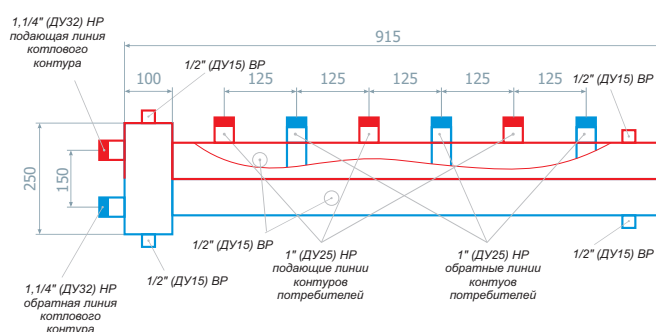 1,1/4" (ДУ32) НР
подающая линия
котлового
контура
915
1/2" (ДУ15) ВР
1/2" (ДУ15) ВР
100
125
125
125
125
125
250
150
1/2" (ДУ15) ВР
1" (ДУ25) НР
подающие линии
контуров
потребителей
1" (ДУ25) НР
обратные линии
контуов
потребителей
1/2" (ДУ15) ВР
1/2" (ДУ15) ВР
1,1/4" (ДУ32) НР
обратная линия
котлового
контура